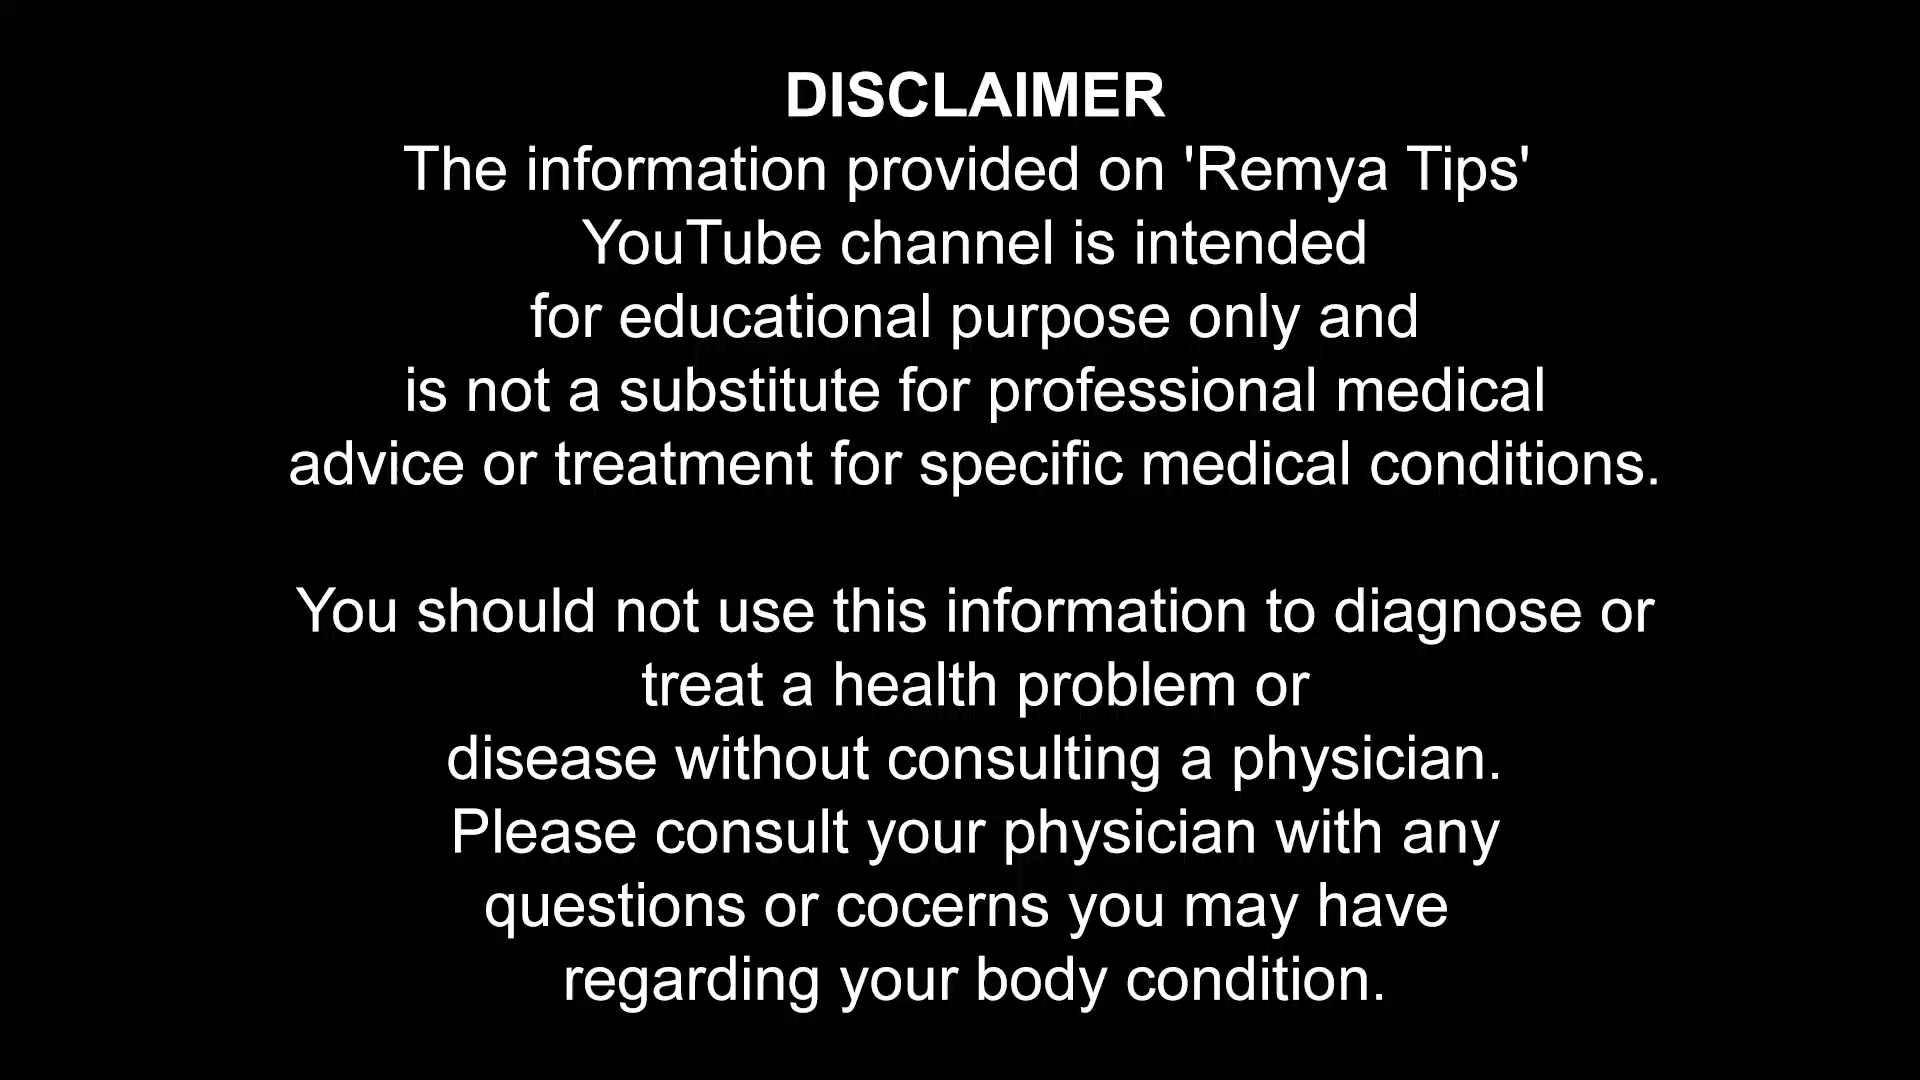 DISCLAIMER
The information provided on 'Remya Tips'
YouTube channel is intended
for educational purpose only and
is not a substitute for professional medical
advice or treatment for specific medical conditions.
You should not use this information to diagnose or
treat a health problem or
disease without consulting a physician.
Please consult your physician with any
questions or cocerns you may have
regarding your body condition.